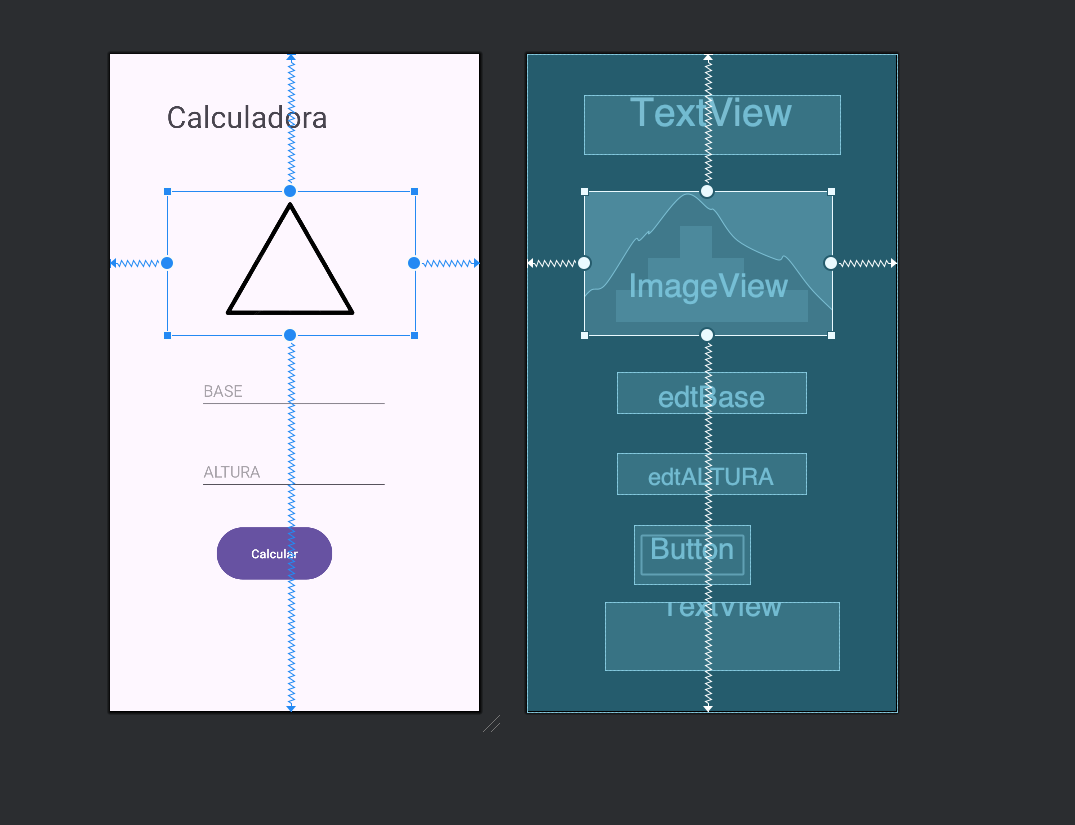 Calculadora
BASE
ALTURA
Calcular
TextView
ImageView
edtBase
edtALTURA
Button
TextView